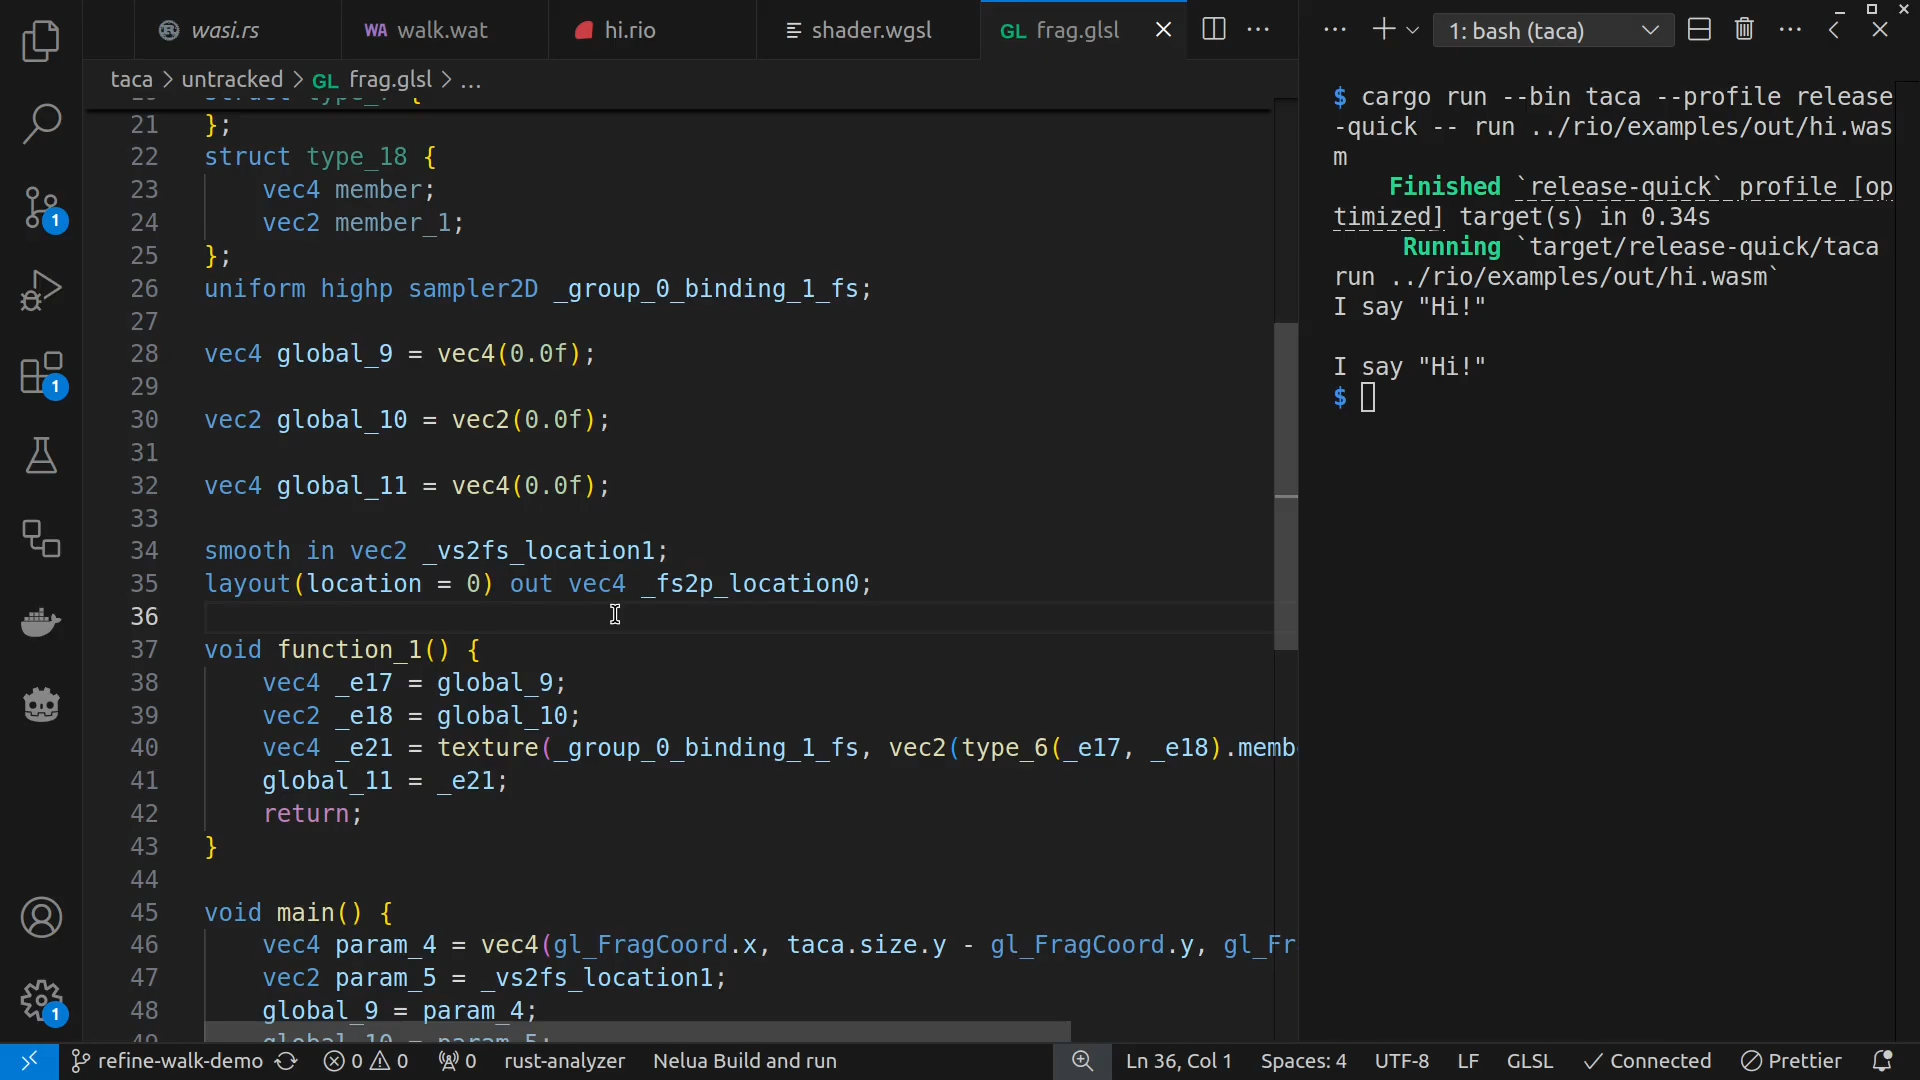 wasi.rs
WA walk.wat
hi.rio
shader.wgsl
GL frag.glsl
1: bash (taca)
taca > untracked > GL frag.glsl > ...
21 };
22 struct type_18 {
23 vec4 member;
24 vec2 member_1;
25 };
26 uniform highp sampler2D _group_0_binding_1_fs;
27
28 vec4 global_9 = vec4(0.0f);
29
30 vec2 global_10 = vec2(0.0f);
31
32 vec4 global_11 = vec4(0.0f);
33
34 smooth in vec2 _vs2fs_location1;
35 layout(location = 0) out vec4 _fs2p_location0;
36
37 void function_1() {
38 vec4 _e17 = global_9;
39 vec2 _e18 = global_10;
40 vec4 _e21 = texture(_group_0_binding_1_fs, vec2(type_6(_e17, _e18).memb
41 global_11 = _e21;
42 return;
43 }
44
45 void main() {
46 vec4 param_4 = vec4(gl_FragCoord.x, taca.size.y - gl_FragCoord.y, gl_Fr
47 vec2 param_5 = _vs2fs_location1;
48 global_9 = param_4;
$ cargo run --bin taca --profile release
-quick -- run ../rio/examples/out/hi.was
m
Finished `release-quick` profile [op
timized] target(s) in 0.34s
Running `target/release-quick/taca
run ../rio/examples/out/hi.wasm`
I say "Hi!"
I say "Hi!"
$
1
1
1
refine-walk-demo 0 0 0 rust-analyzer Nelua Build and run Ln 36, Col 1 Spaces: 4 UTF-8 LF GLSL Connected Prettier